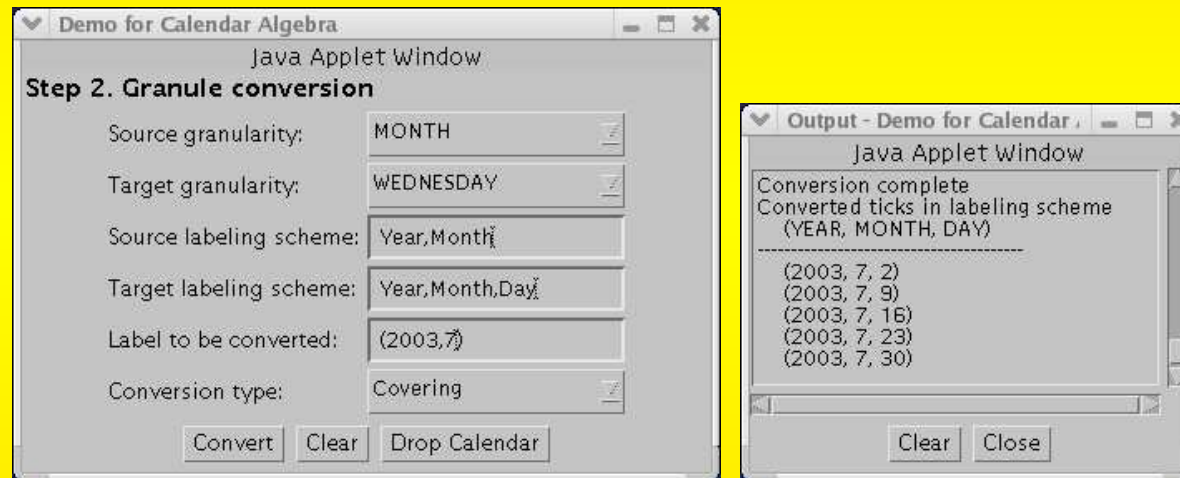 Demo for Calendar Algebra
Java Applet Window
Step 2. Granule conversion
Source granularity: MONTH
Target granularity: WEDNESDAY
Source labeling scheme: Year,Month
Target labeling scheme: Year,Month,Day
Label to be converted: (2003,7)
Conversion type: Covering
Convert Clear Drop Calendar
Output - Demo for Calendar
Java Applet Window
Conversion complete
Converted ticks in labeling scheme
(YEAR, MONTH, DAY)
------------------------------------
(2003, 7, 2)
(2003, 7, 9)
(2003, 7, 16)
(2003, 7, 23)
(2003, 7, 30)
Clear Close